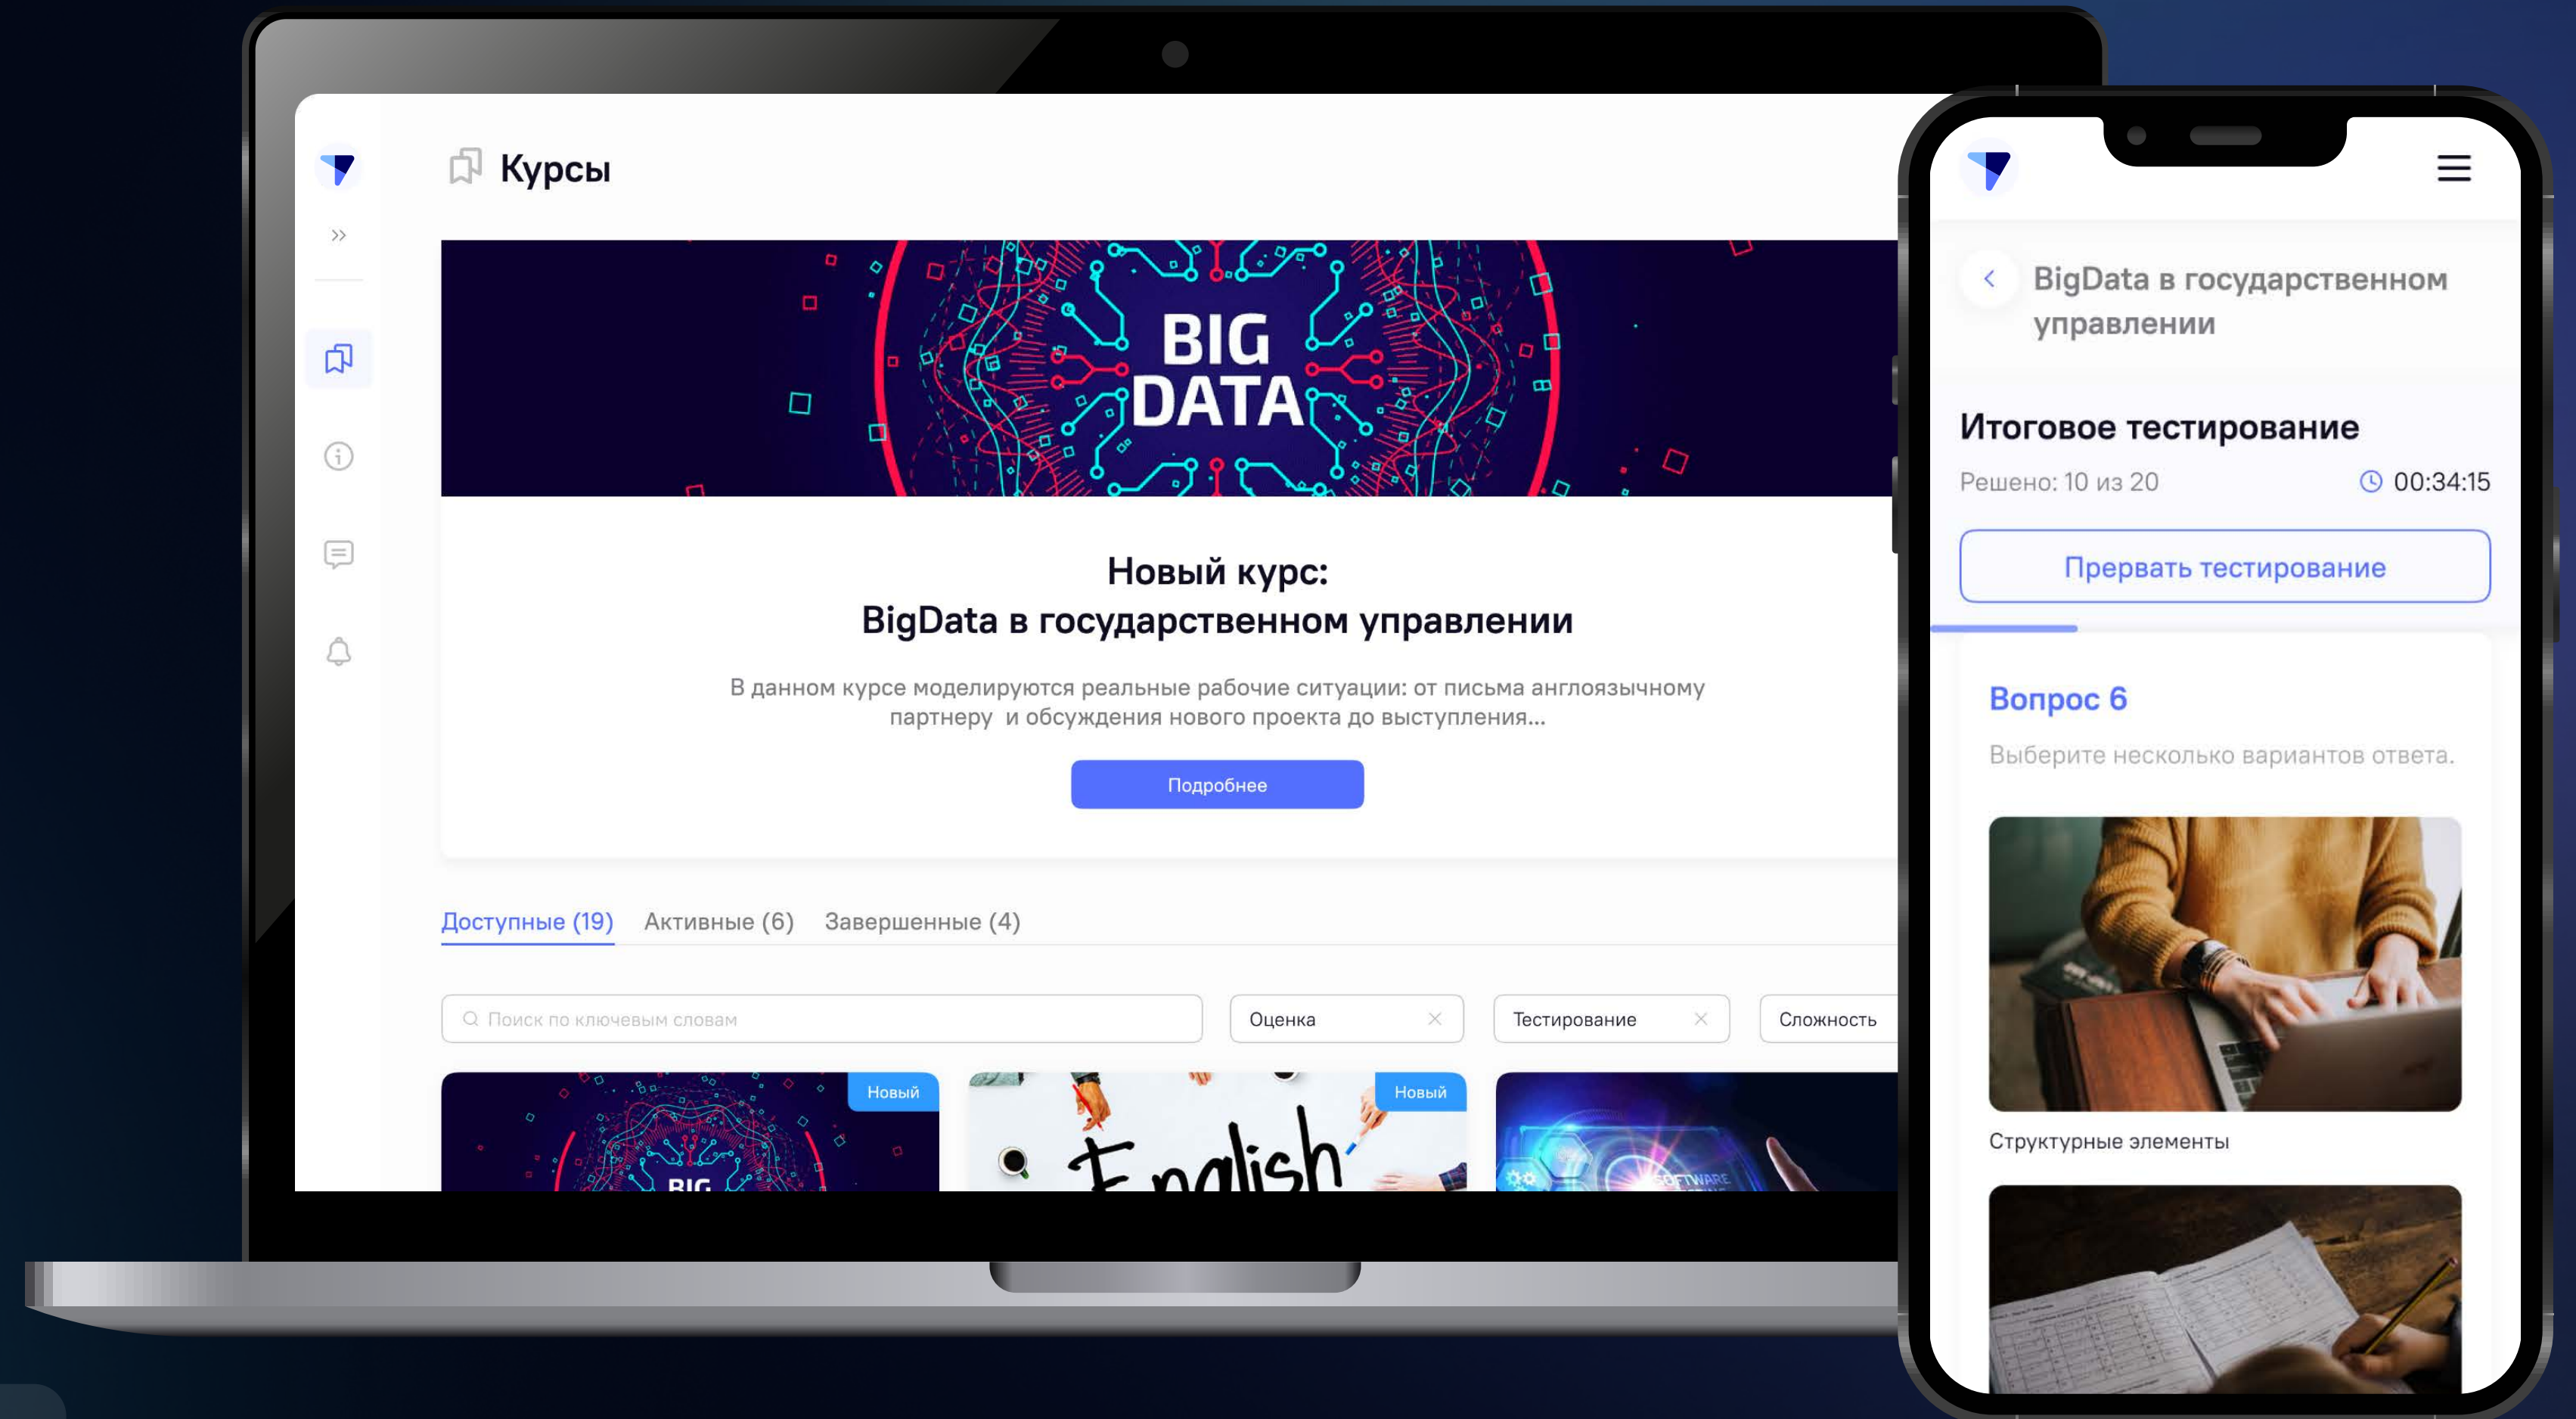 Курсы
BIG
DATA
Новый курс:
BigData в государственном управлении
В данном курсе моделируются реальные рабочие ситуации: от письма англоязычному
партнеру и обсуждения нового проекта до выступления...
Подробнее
Доступные (19) Активные (6) Завершенные (4)
Поиск по ключевым словам Оценка Тестирование Сложность
Новый
BIG
Новый
English
SOFTWARE
BigData в государственном
управлении
Итоговое тестирование
Решено: 10 из 20 00:34:15
Прервать тестирование
Вопрос 6
Выберите несколько вариантов ответа.
Структурные элементы